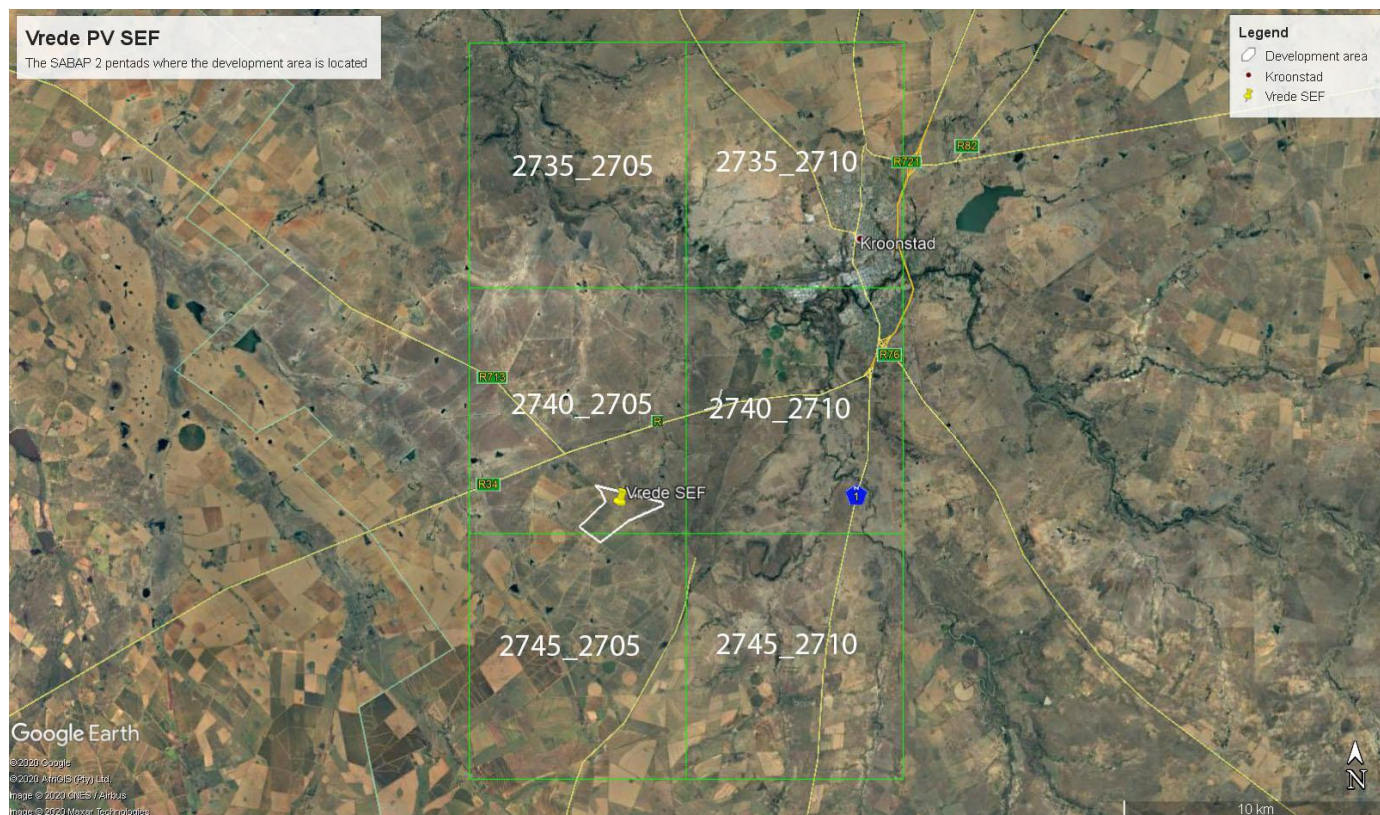 Vrede PV SEF
The SABAP 2 pentads where the development area is located
Legend
Development area
Kroonstad
Vrede SEF
R82
R721
2735_2705
2735_2710
Kroonstad
R76
R713
2740_2705
2740_2710
R
R34
Vrede SEF
1
2745_2705
2745_2710
Google Earth
©2020 Google
©2020 AfriGIS (Pty) Ltd.
Image © 2020 CNES / Airbus
Image © 2020 Maxar Technologies
N
10 km